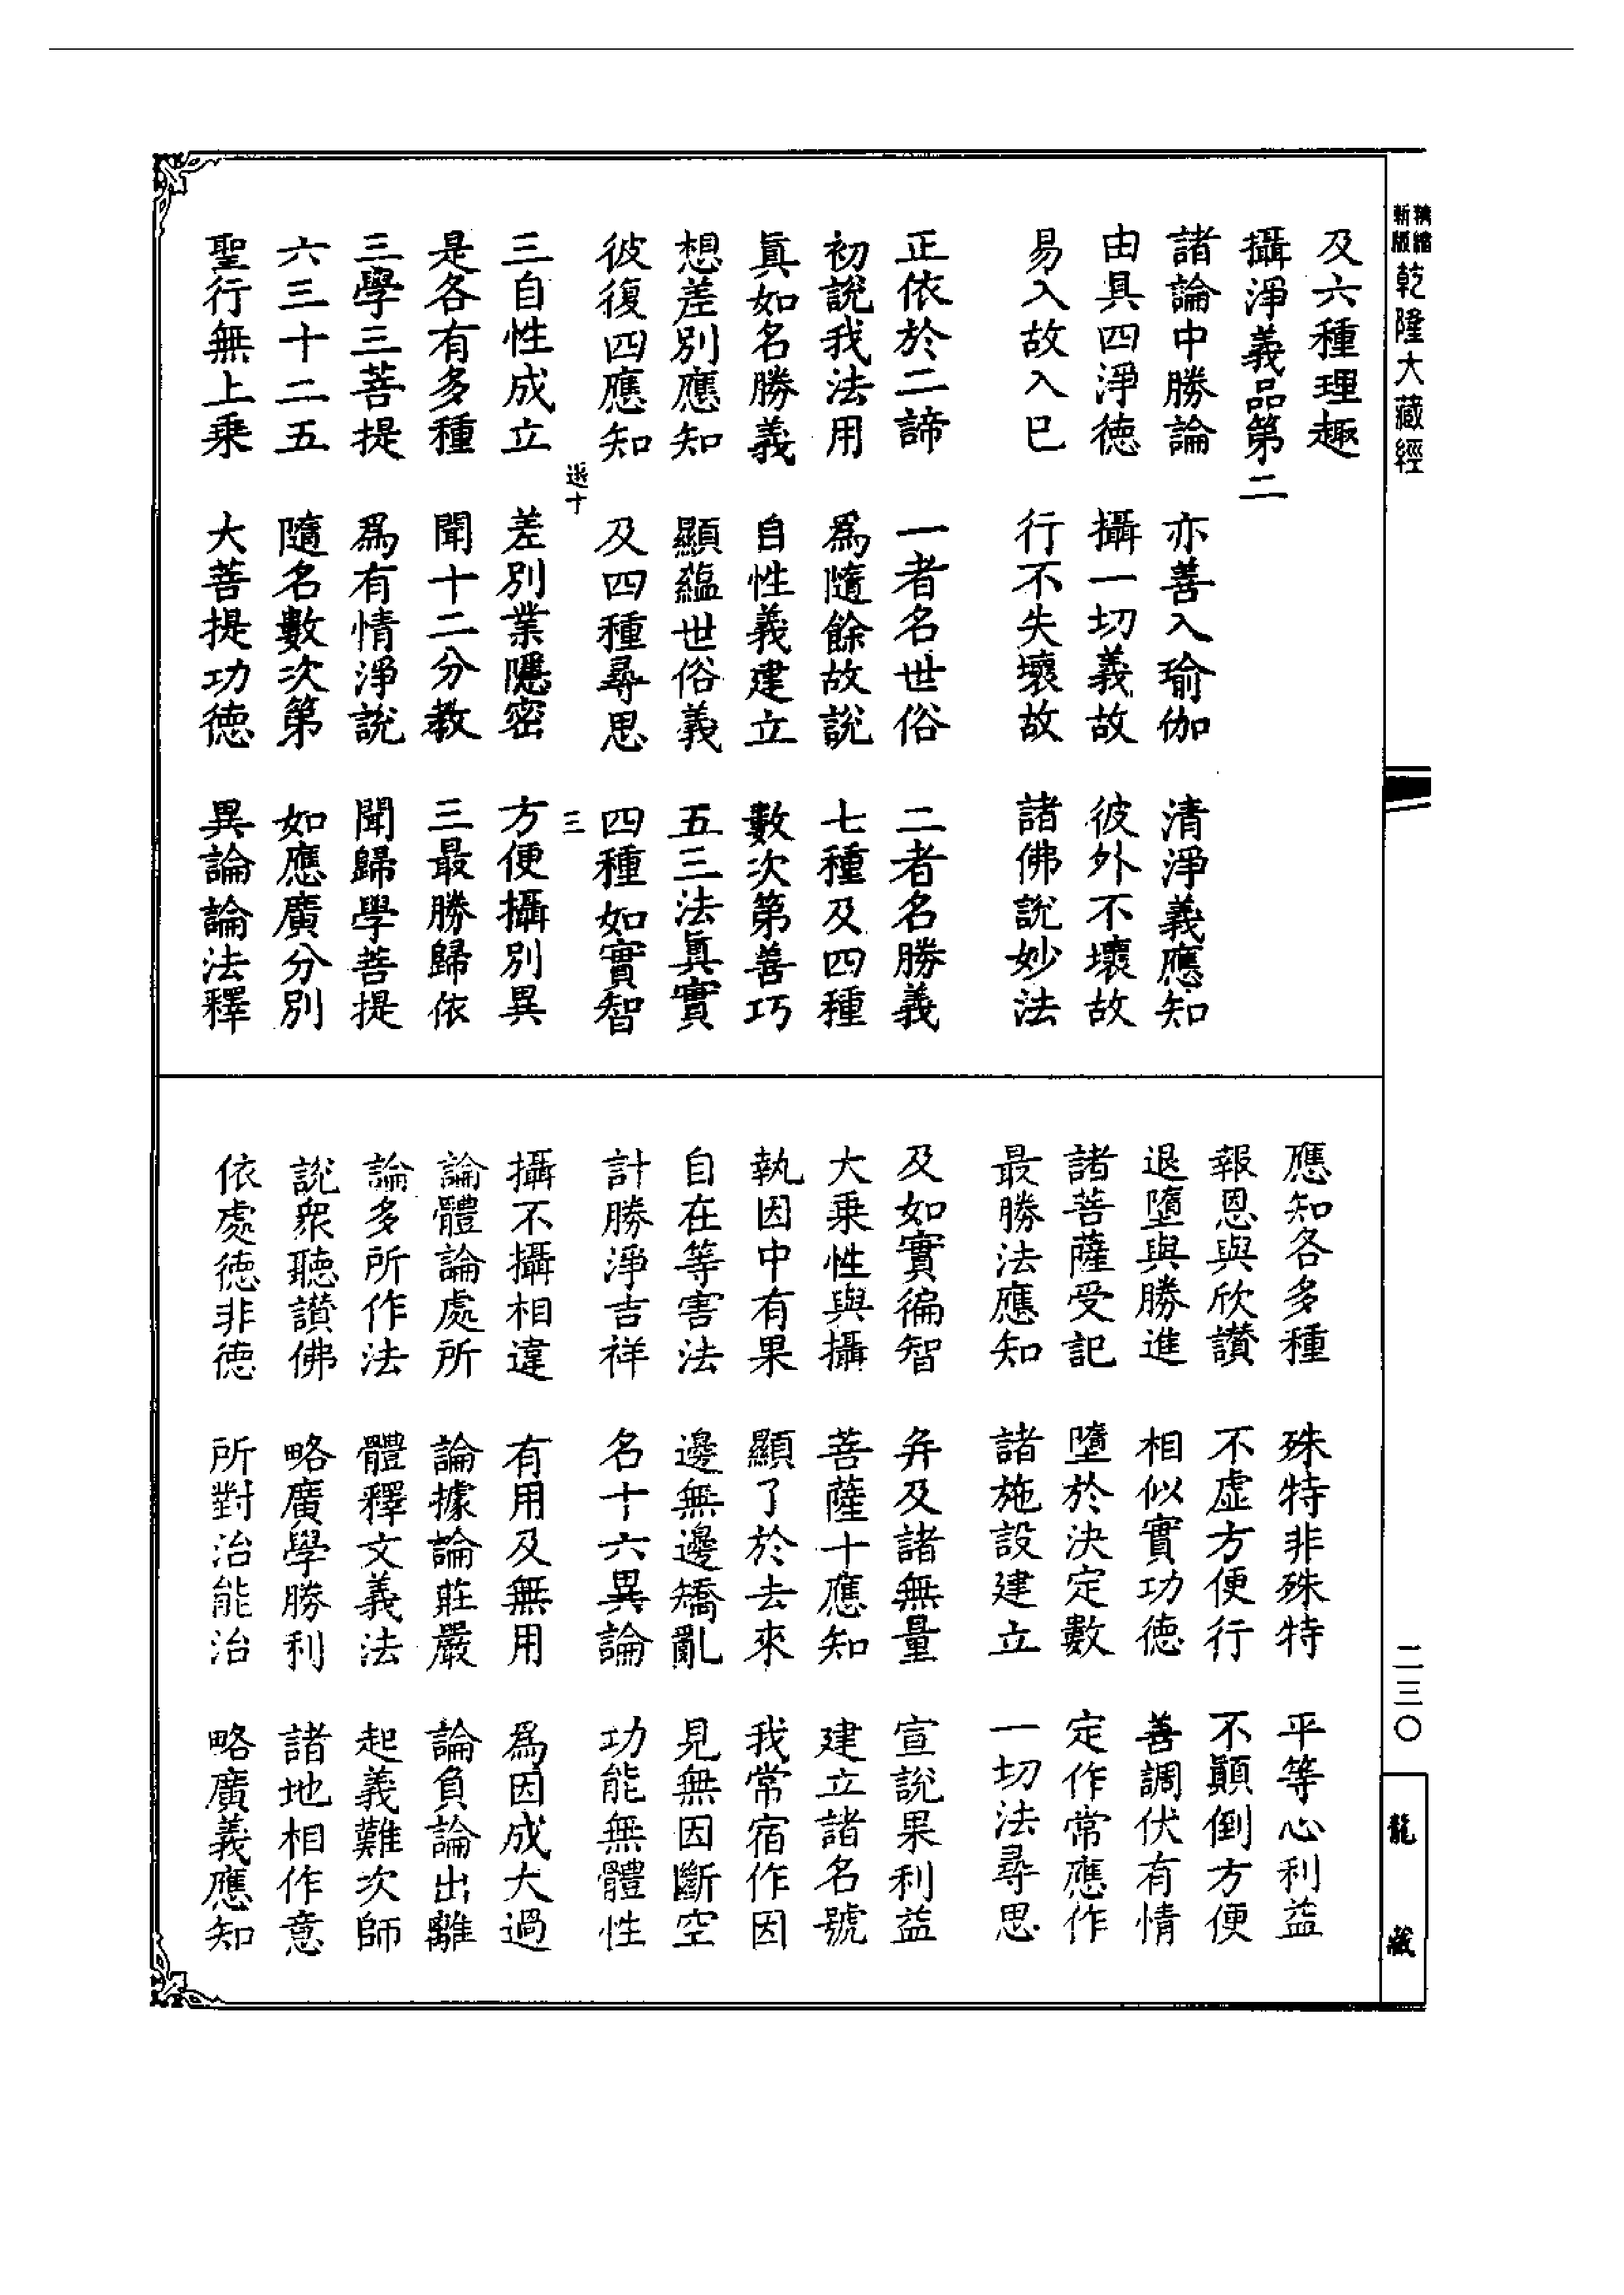 新版 精縮 乾隆大藏經
及六種理趣
攝淨義品第二
諸論中勝論 亦善入瑜伽 清淨義應知
由具四淨德 攝一切義故 彼外不壞故
易入故入已 行不失壞故 諸佛說妙法
正依於二諦 一者名世俗 二者名勝義
初說我法用 爲隨餘故說 七種及四種
眞如名勝義 自性義建立 數次第善巧
想差別應知 顯蘊世俗義 五三法眞實
彼復四應知 及四種尋思 四種如實智
十 三
三自性成立 差別業隱密 方便攝別異
是各有多種 聞十二分教 三最勝歸依
三學三菩提 爲有情淨說 聞歸學菩提
六三十二五 隨名數次第 如應廣分別
聖行無上乘 大菩提功德 異論論法釋
應知各多種 殊特非殊特 平等心利益
報恩與欣讚 不虛方便行 不顚倒方便
退墮與勝進 相似實功德 善調伏有情
諸菩薩受記 墮於決定數 定作常應作
最勝法應知 諸施設建立 一切法尋思
及如實徧智 弁及諸無量 宣說果利益
大乘性與攝 菩薩十應知 建立諸名號
執因中有果 顯了於去來 我常宿作因
自在等害法 邊無邊矯亂 見無因斷空
計勝淨吉祥 名十六異論 功能無體性
攝不攝相違 有用及無用 爲因成大過
論體論處所 論據論莊嚴 論負論出離
論多所作法 體釋文義法 起義難次師
說衆聽讃佛 略廣學勝利 諸地相作意
依處德非德 所對治能治 略廣義應知
二三〇
龍藏